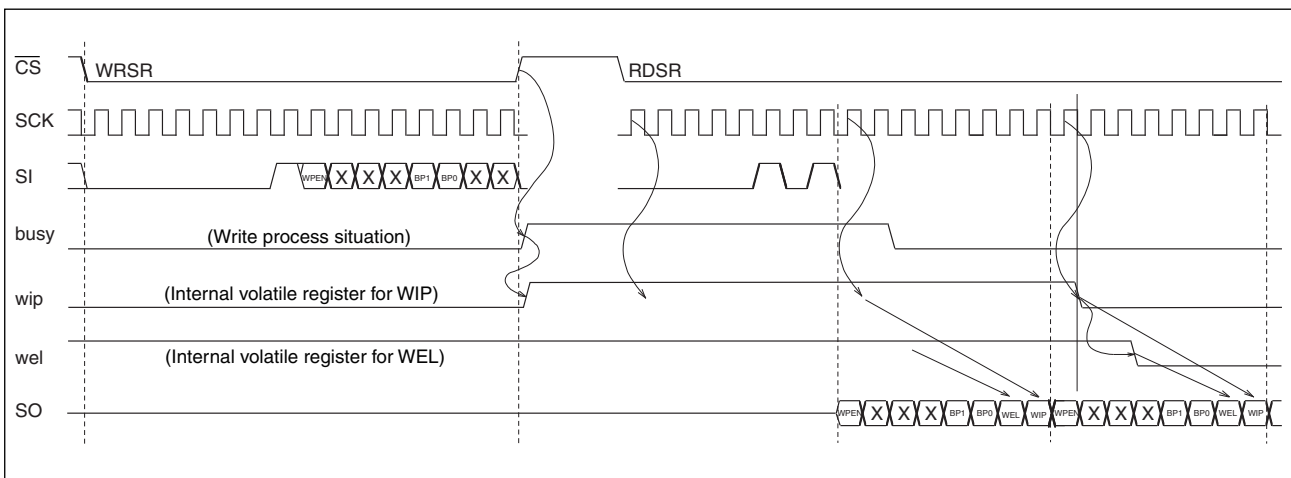 CS WRSR RDSR
SCK
SI WPEN X X X BP1 BP0 X X
busy (Write process situation)
wip (Internal volatile register for WIP)
wel (Internal volatile register for WEL)
SO WPEN X X X BP1 BP0 WEL WIP WPEN X X X BP1 BP0 WEL WIP